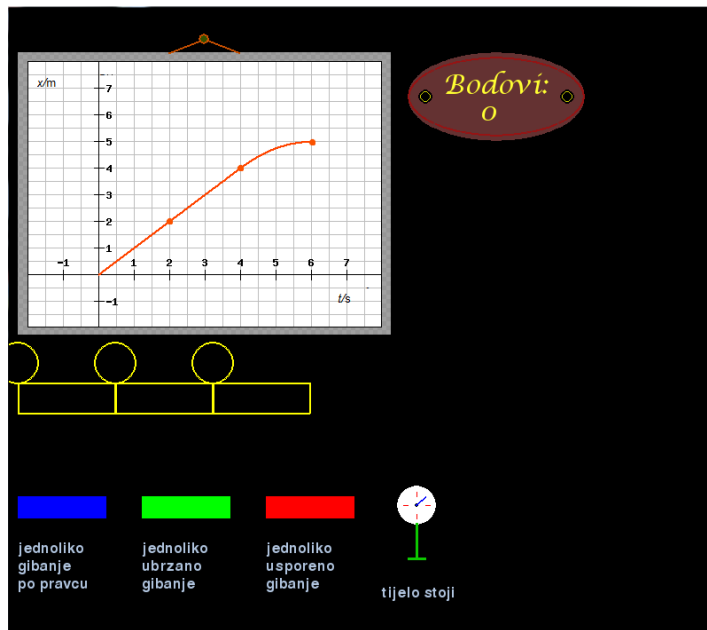 Bodovi:
0
x/m
7
6
5
4
3
2
1
-1 1 2 3 4 5 6 7
t/s
-1
jednoliko
gibanje
po pravcu
jednoliko
ubrzano
gibanje
jednoliko
usporeno
gibanje
tijelo stoji